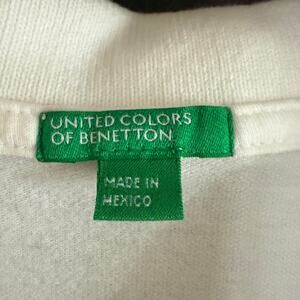 UNITED COLORS
OF BENETTON.
MADE IN
MEXICO